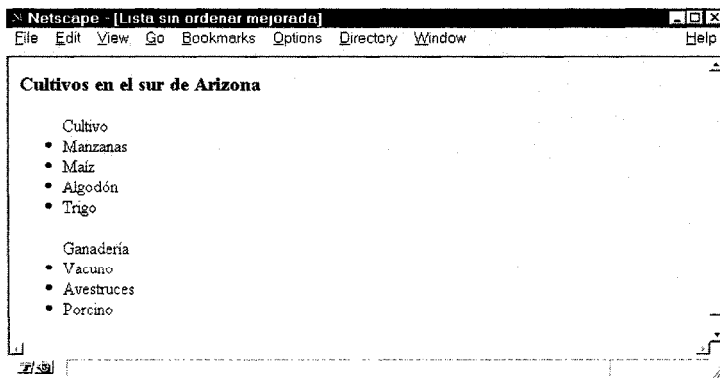 Netscape - [Lista sin ordenar mejorada]
File Edit View Go Bookmarks Options Directory Window Help
Cultivos en el sur de Arizona
Cultivo
• Manzanas
• Maíz
• Algodón
• Trigo
Ganadería
• Vacuno
• Avestruces
• Porcino